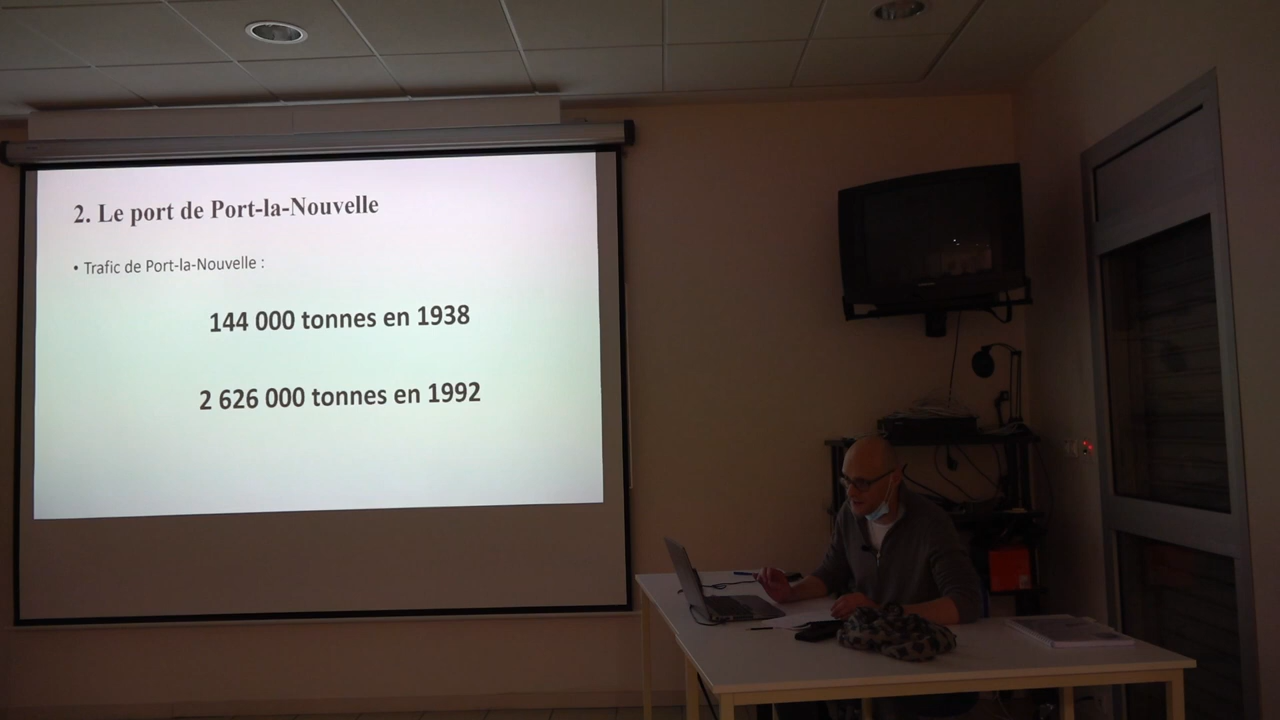 2. Le port de Port-la-Nouvelle
• Trafic de Port-la-Nouvelle :
144 000 tonnes en 1938
2 626 000 tonnes en 1992